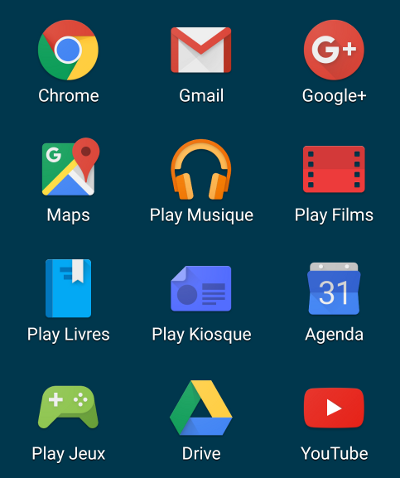 Chrome
Gmail
G+
Google+
G
Maps
Play Musique
Play Films
Play Livres
Play Kiosque
31
Agenda
Play Jeux
Drive
YouTube